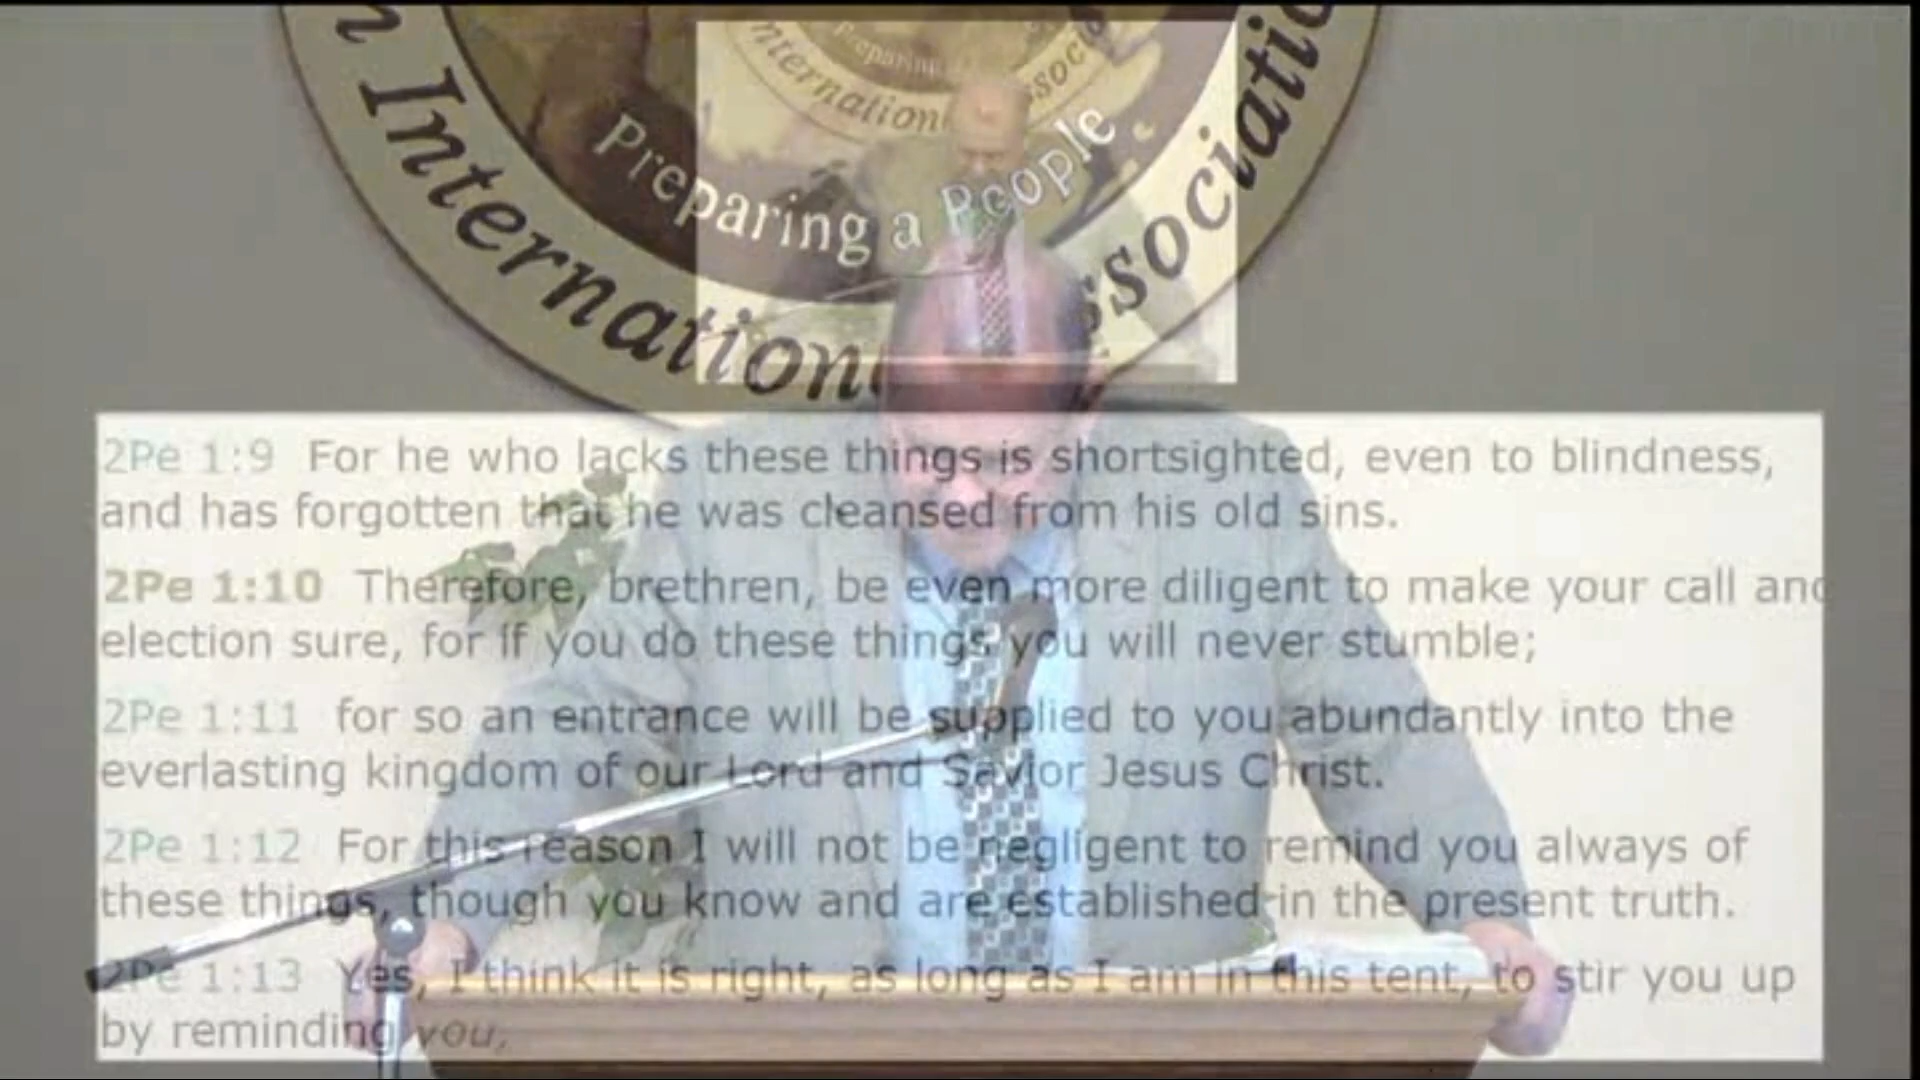 n International Associatio
Preparing a People
nternation ssoc
Preparing
2Pe 1:9 For he who lacks these things is shortsighted, even to blindness,
and has forgotten that he was cleansed from his old sins.
2Pe 1:10 Therefore, brethren, be even more diligent to make your call and
election sure, for if you do these things you will never stumble;
2Pe 1:11 for so an entrance will be supplied to you abundantly into the
everlasting kingdom of our Lord and Savior Jesus Christ.
2Pe 1:12 For this reason I will not be negligent to remind you always of
these things, though you know and are established in the present truth.
2Pe 1:13 Yes, I think it is right, as long as I am in this tent, to stir you up
by reminding you,